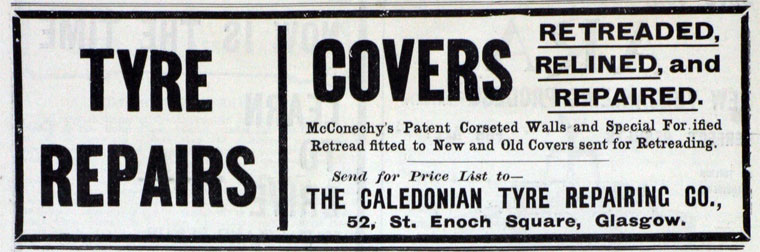 TYRE
REPAIRS
COVERS
RETREADED,
RELINED, and
REPAIRED.
McConechy's Patent Corseted Walls and Special For ified
Retread fitted to New and Old Covers sent for Retreading.
Send for Price List to—
THE CALEDONIAN TYRE REPAIRING CO.,
52, St. Enoch Square, Glasgow.